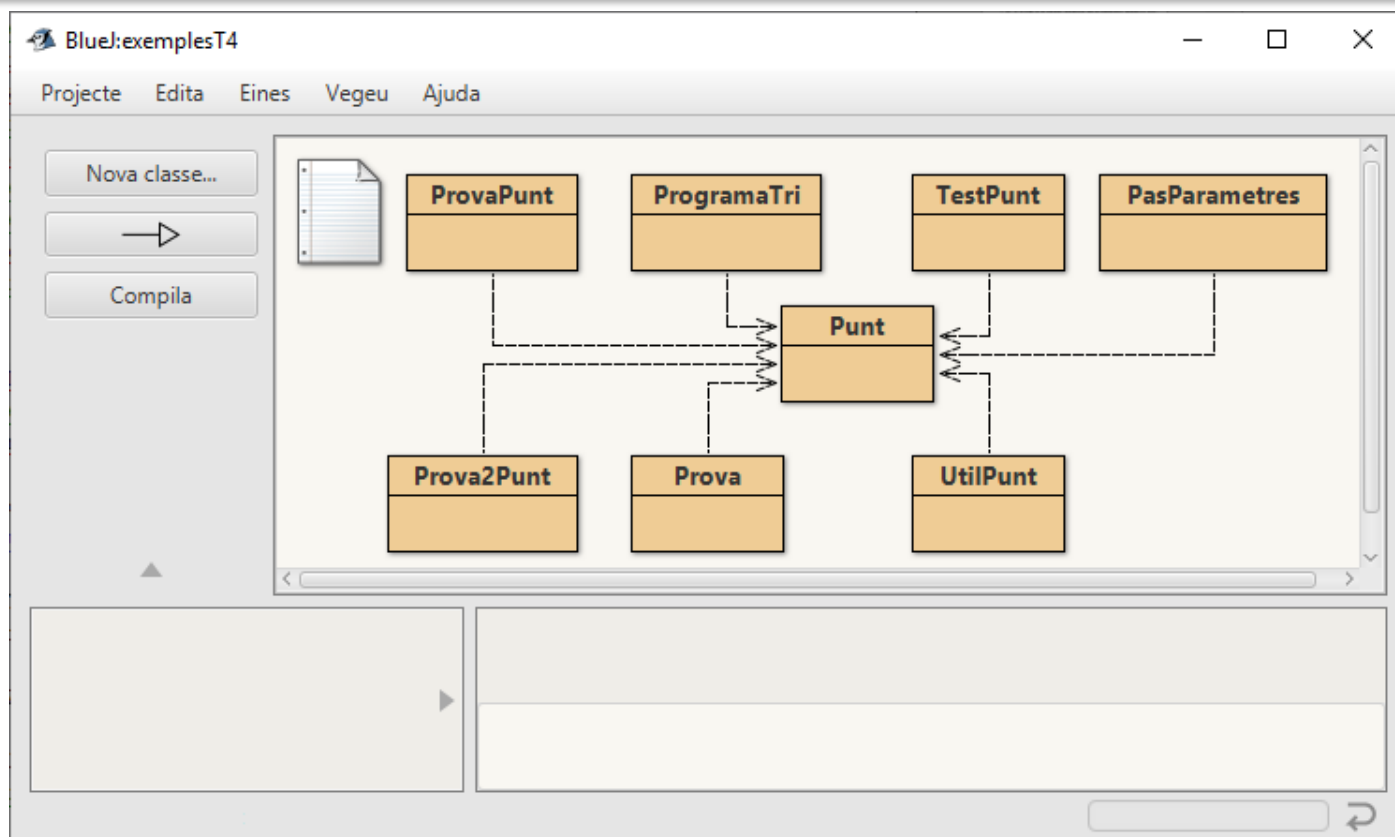 BlueJ:exemplesT4
Projecte Edita Eines Vegeu Ajuda
Nova classe...
Compila
ProvaPunt ProgramaTri TestPunt PasParametres
Punt
Prova2Punt Prova UtilPunt